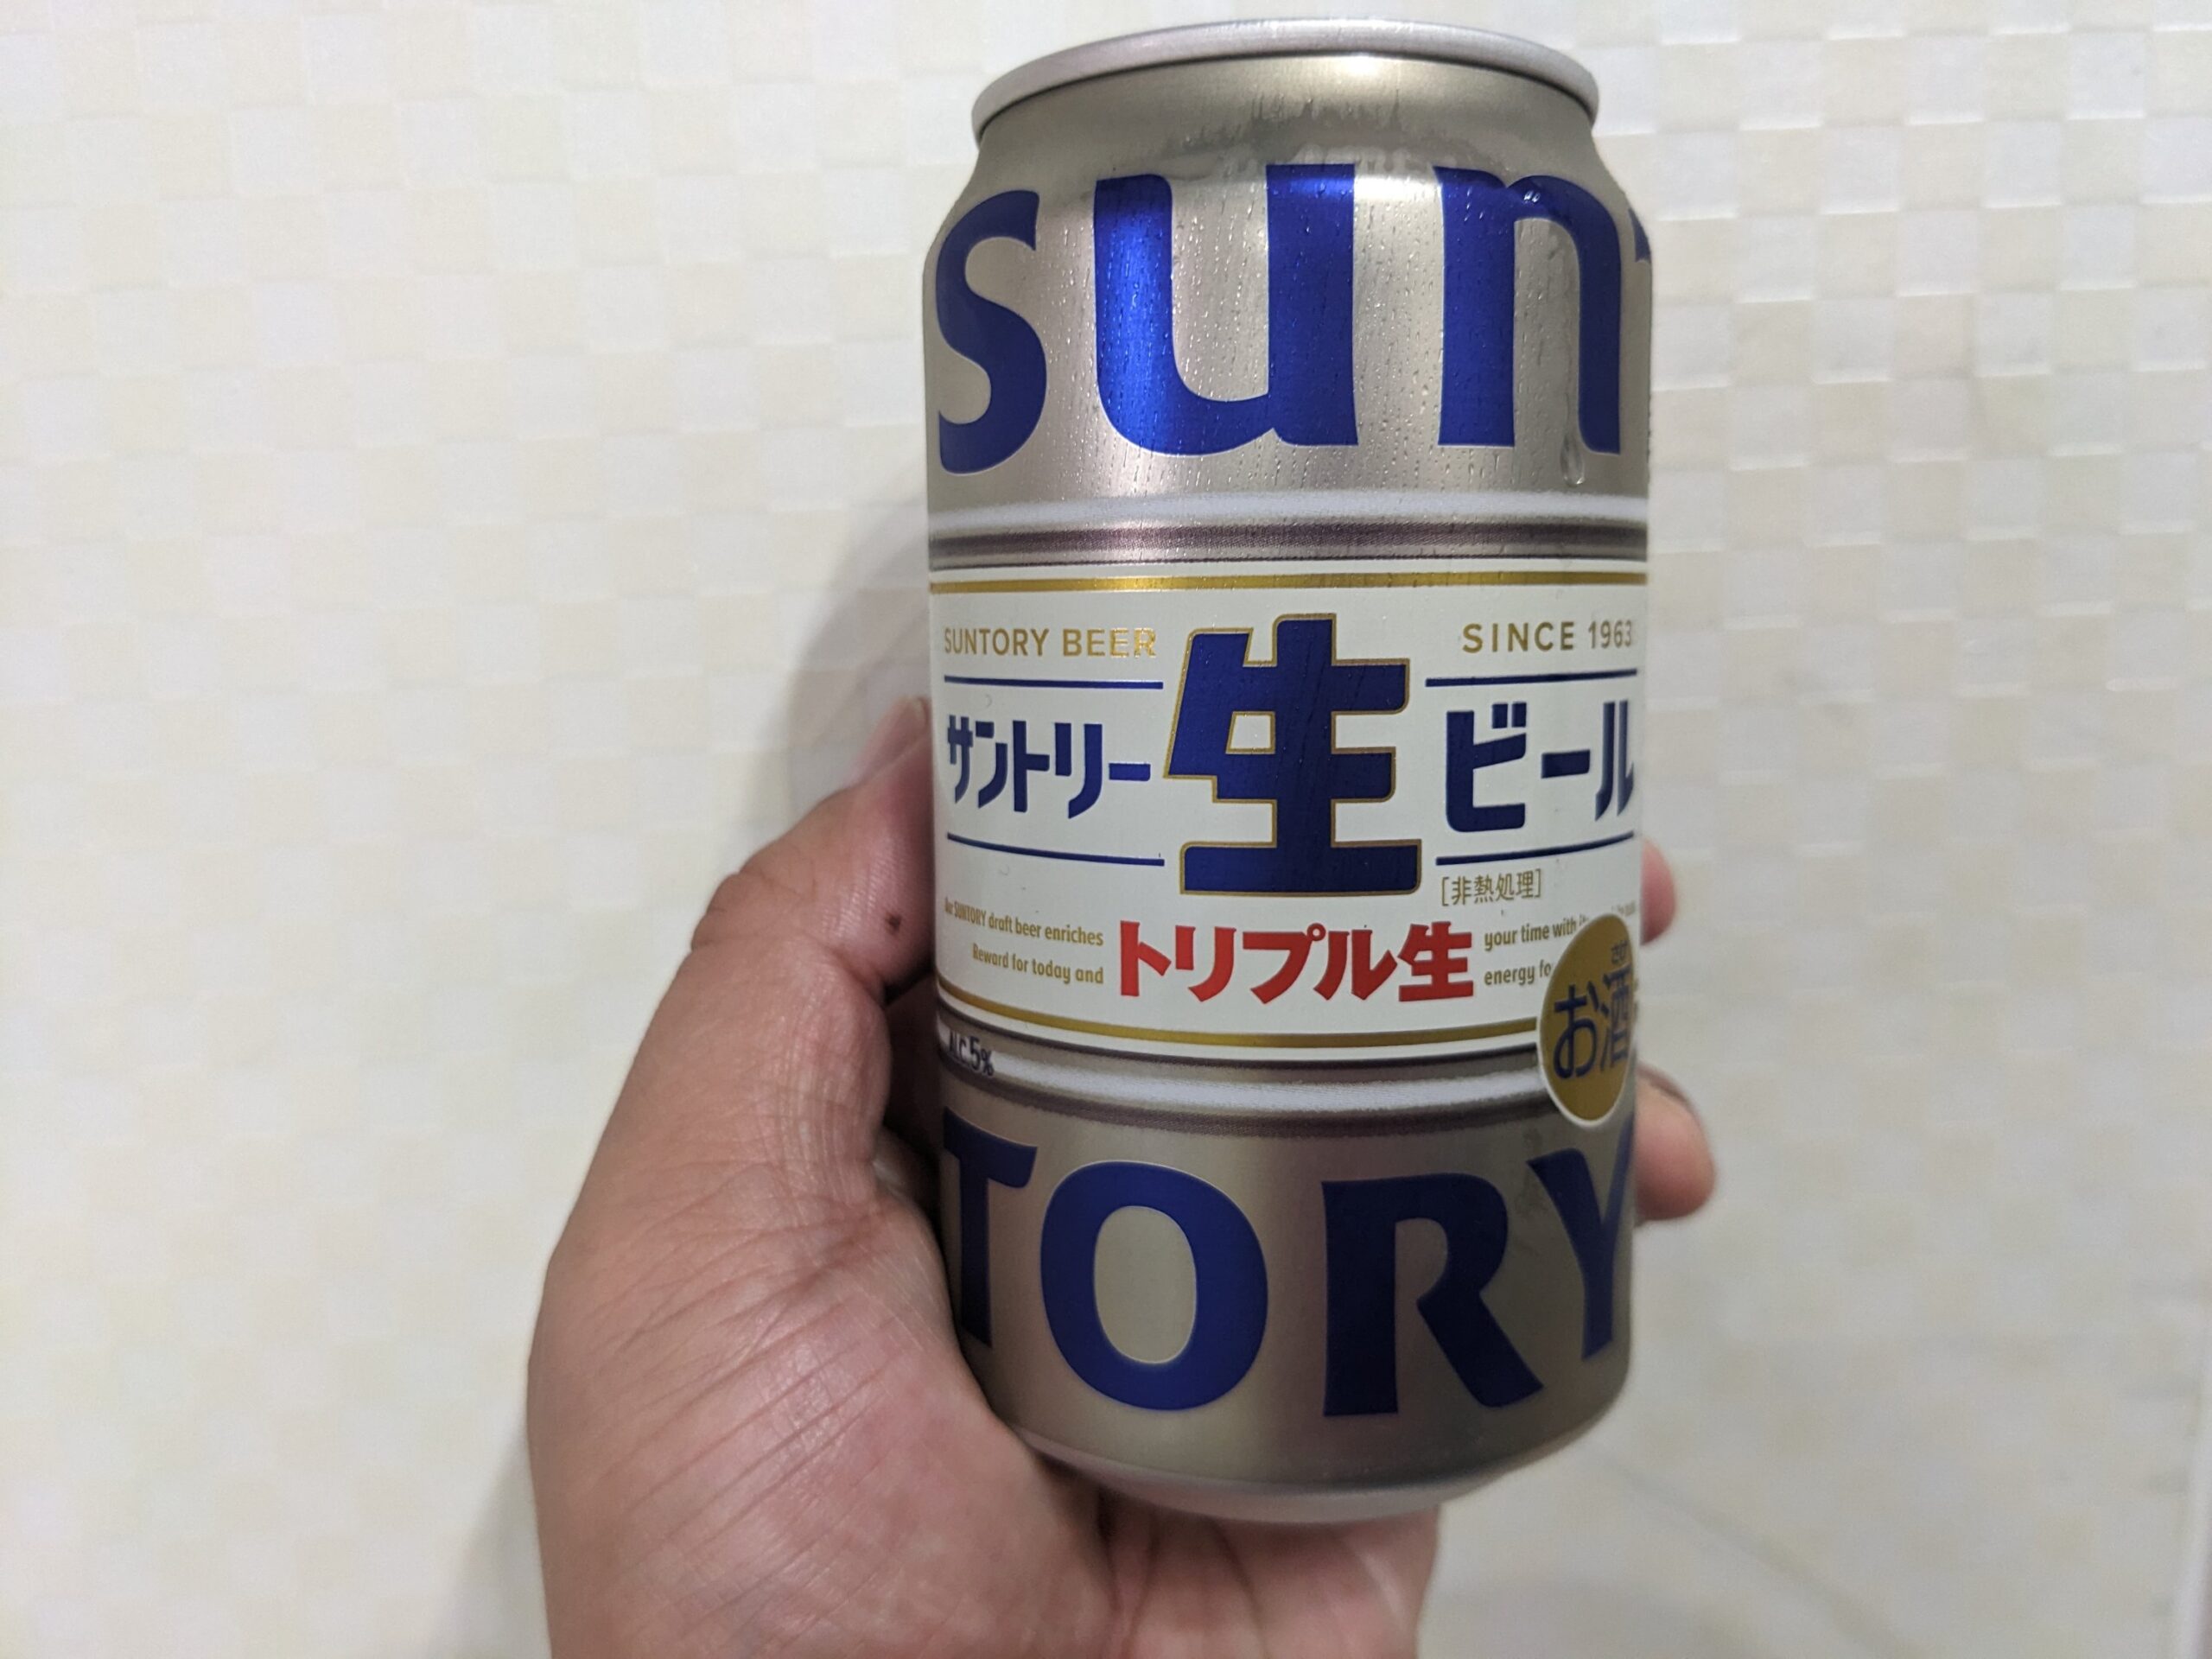 sun
SUNTORY BEER
SINCE 1963
サントリー生ビール
[非熱処理]
SUNTORY draft beer enriches
your time with
Reward for today and
energy
トリプル生
お酒
ALC.5%
TORY